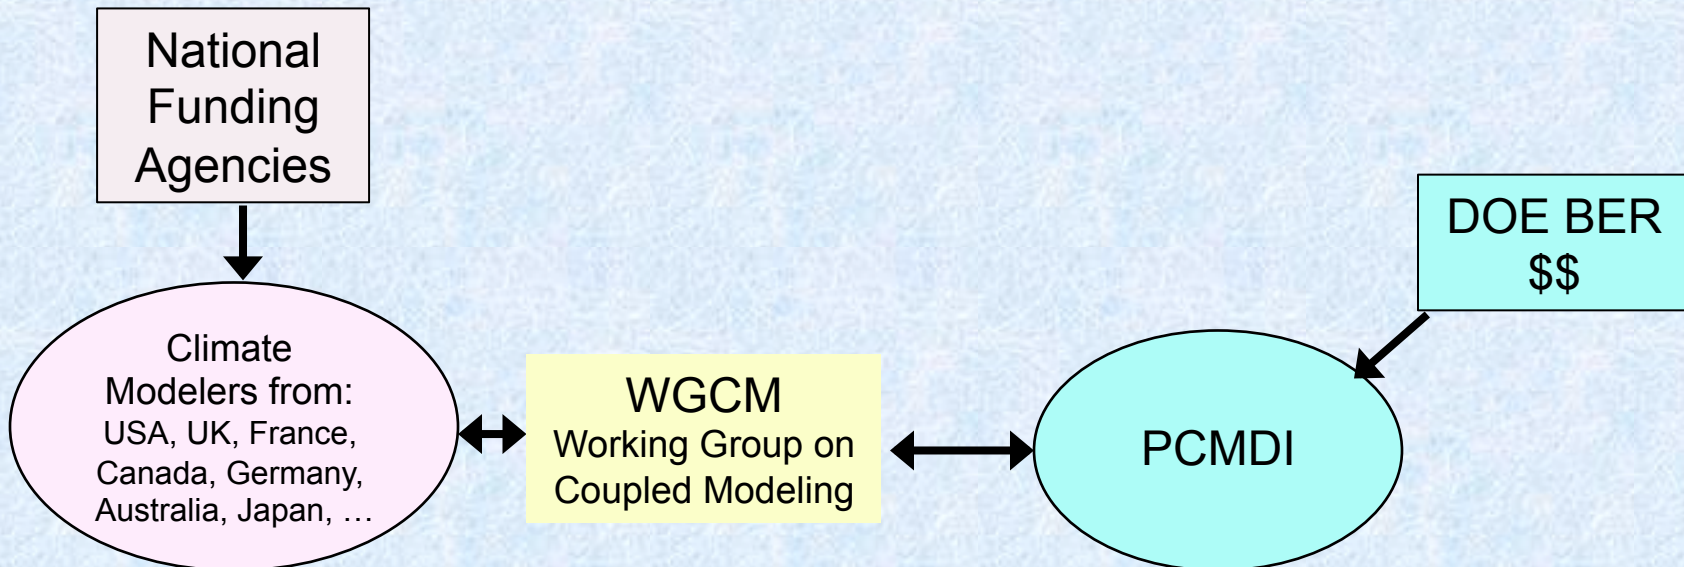 National
Funding
Agencies
DOE BER
$$
Climate
Modelers from:
USA, UK, France,
Canada, Germany,
Australia, Japan, …
WGCM
Working Group on
Coupled Modeling
PCMDI